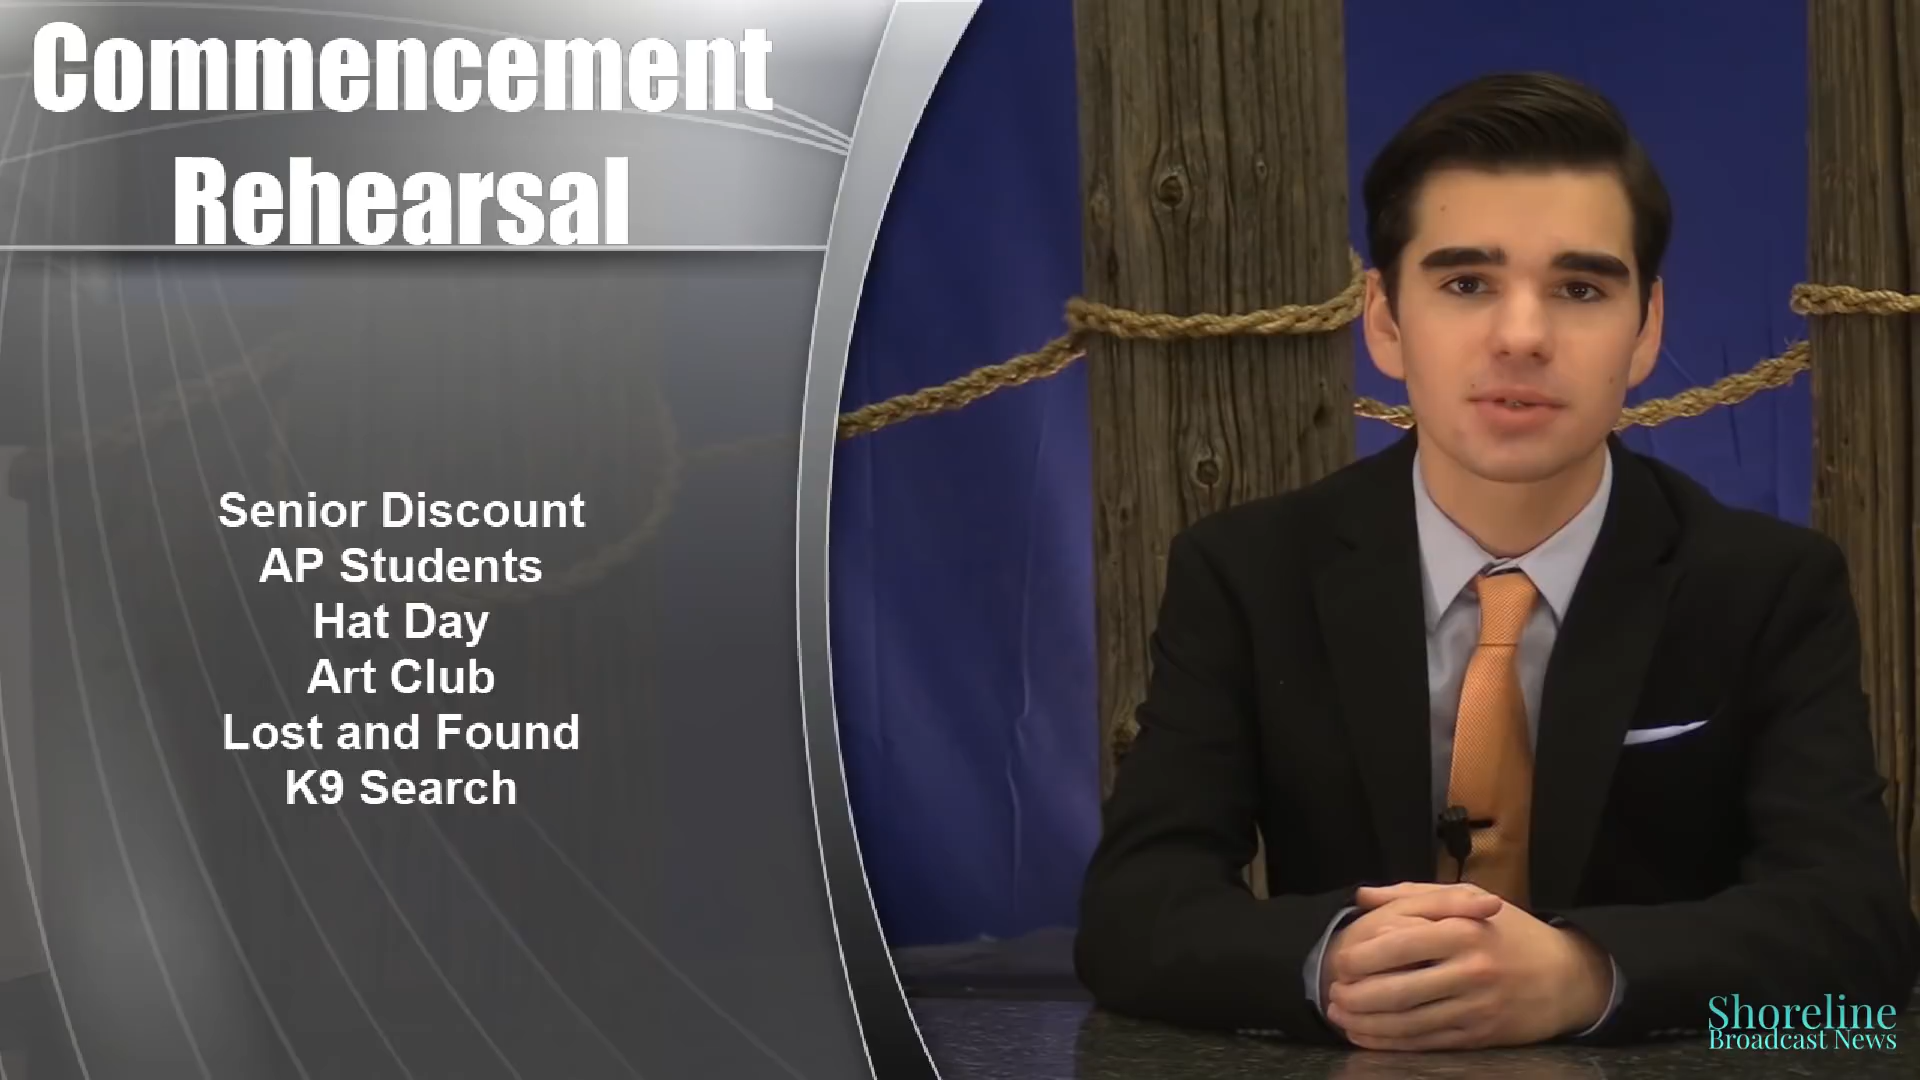 Commencement
Rehearsal
Senior Discount
AP Students
Hat Day
Art Club
Lost and Found
K9 Search
Shoreline
Broadcast News